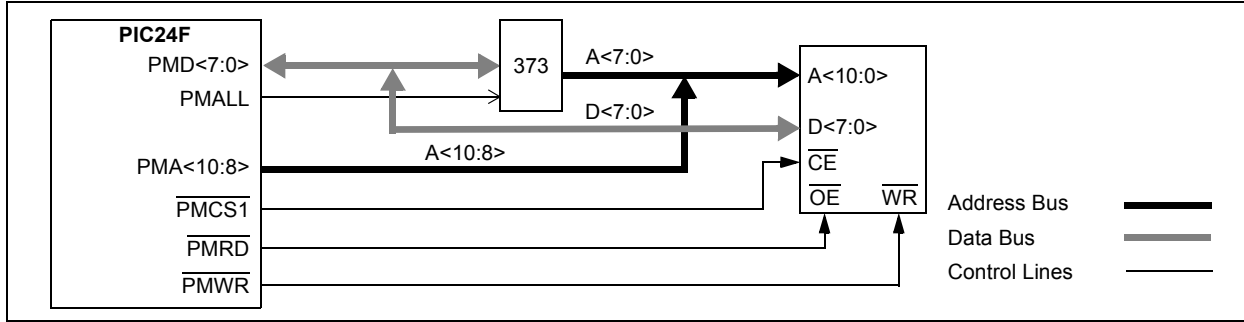 PIC24F
PMD<7:0>
PMALL
PMA<10:8>
PMCS1
PMRD
PMWR
373
A<7:0>
D<7:0>
A<10:8>
A<10:0>
D<7:0>
CE
OE WR
Address Bus
Data Bus
Control Lines